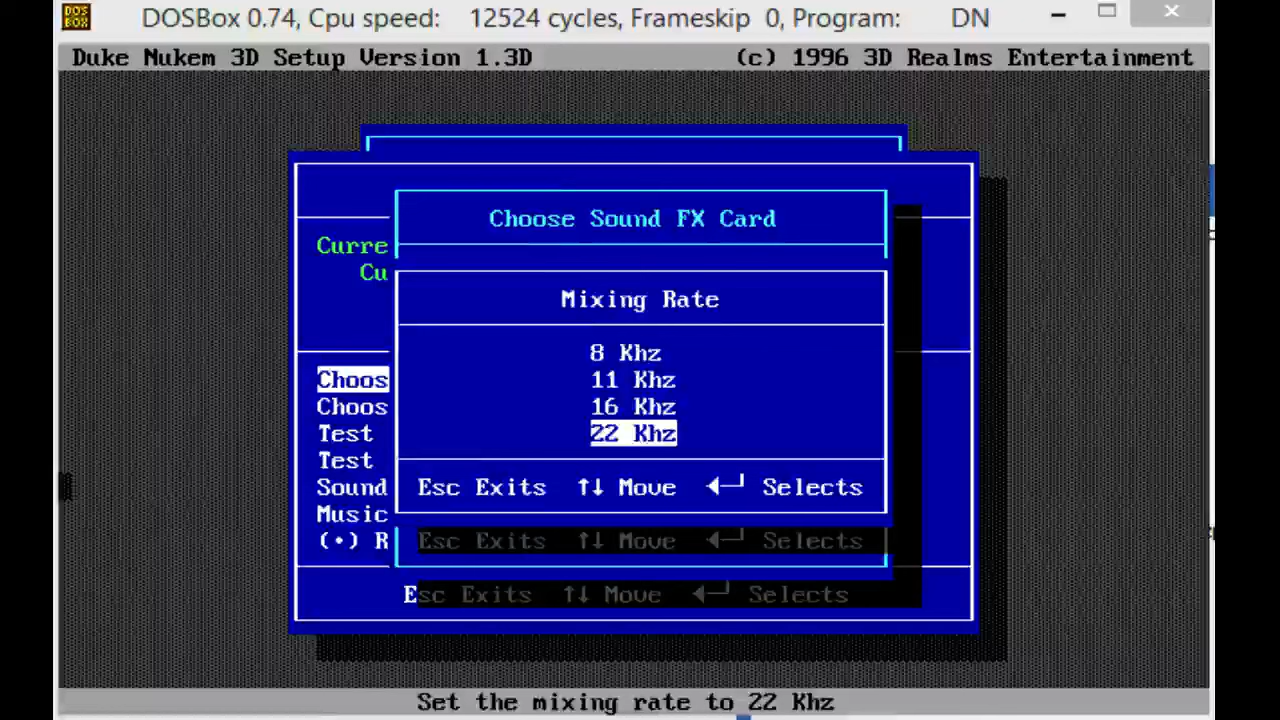 DOSBox 0.74, Cpu speed: 12524 cycles, Frameskip 0, Program: DN
DOS BOX
Duke Nukem 3D Setup Version 1.3D (c) 1996 3D Realms Entertainment
Choose Sound FX Card
Curre
Cu
Mixing Rate
8 Khz
Choos 11 Khz
Choos 16 Khz
Test 22 Khz
Test
Sound Esc Exits ↑↓ Move ◄─┘ Selects
Music
(•) R Esc Exits ↑↓ Move ◄─┘ Selects
Esc Exits ↑↓ Move ◄─┘ Selects
Set the mixing rate to 22 Khz